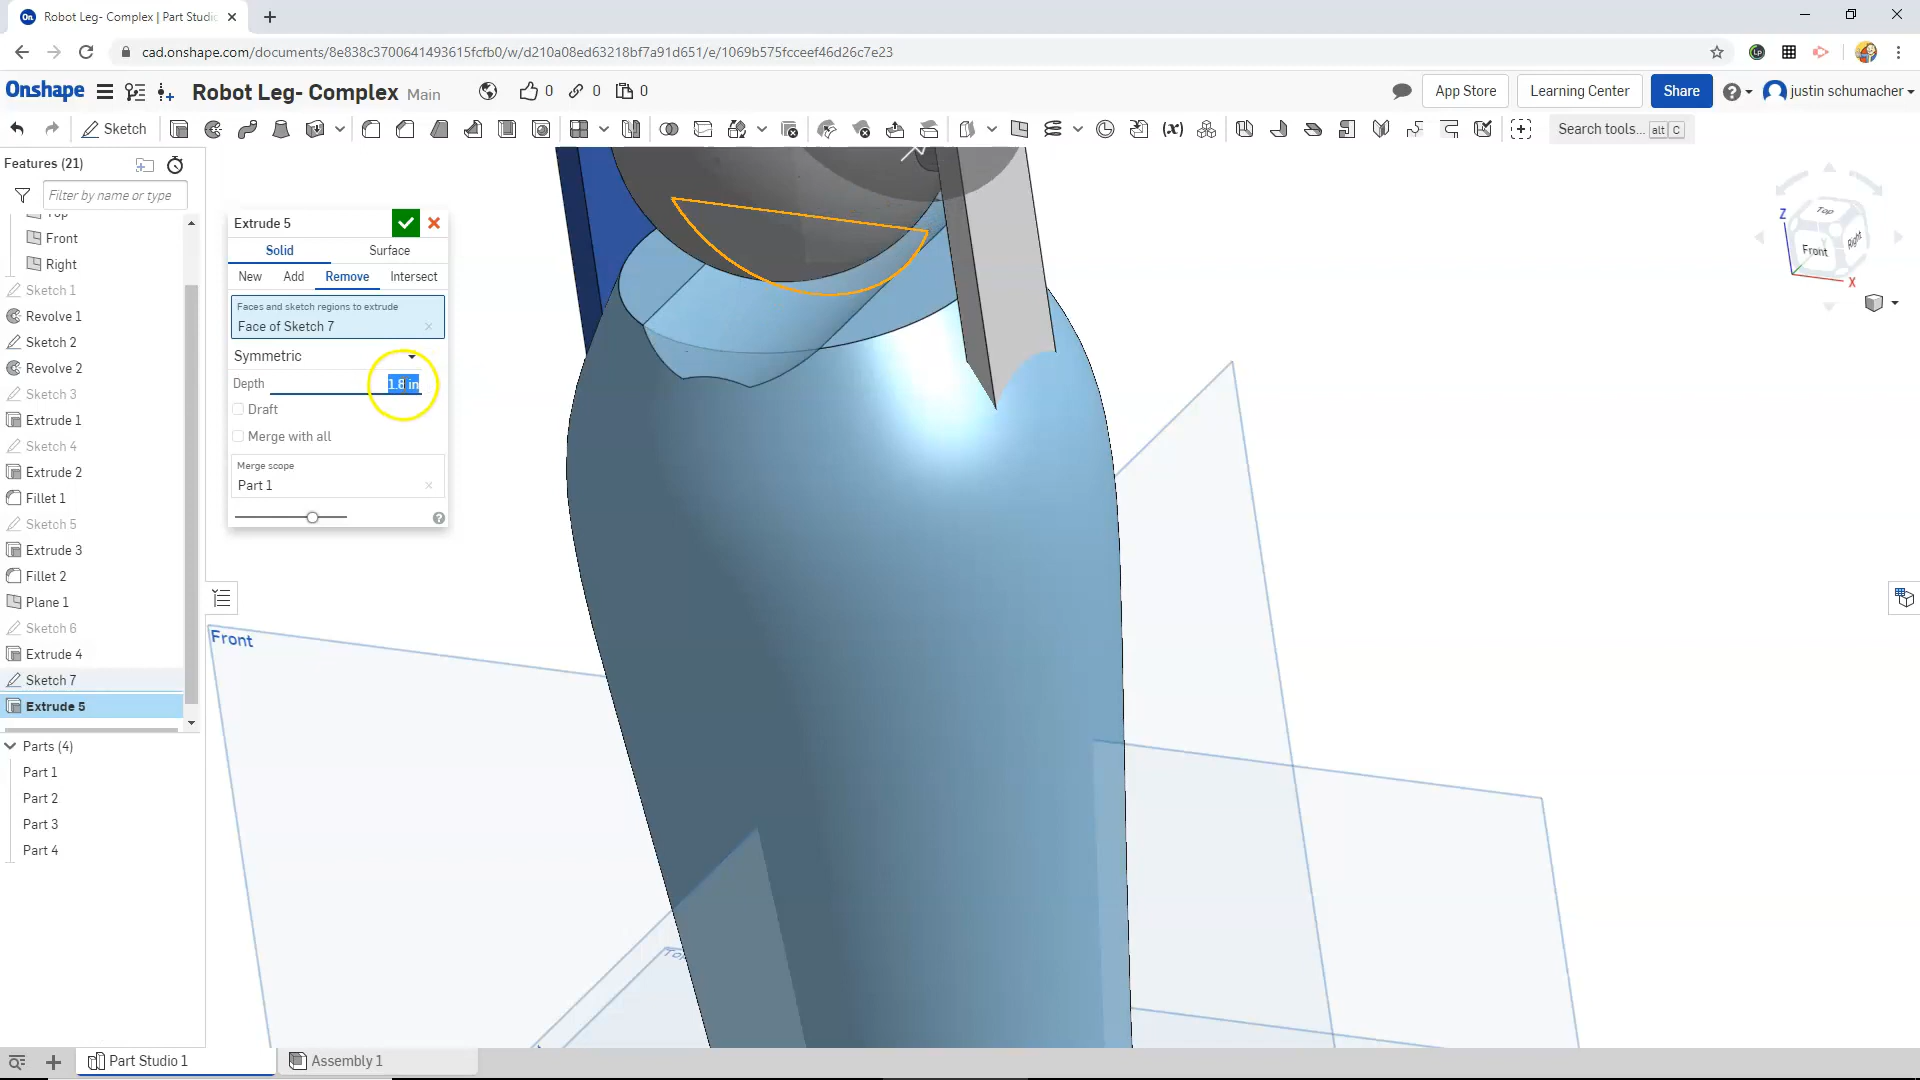 Robot Leg- Complex | Part Studio
cad.onshape.com/documents/8e838c3700641493615fcfb0/w/d210a08ed63218bf7a91d651/e/1069b575fcceef46d26c7e23
Onshape Robot Leg- Complex Main 0 0 0 App Store Learning Center Share justin schumacher
Sketch Search tools... alt C
Features (21)
Filter by name or type
Top
Front
Right
Sketch 1
Revolve 1
Sketch 2
Revolve 2
Sketch 3
Extrude 1
Sketch 4
Extrude 2
Fillet 1
Sketch 5
Extrude 3
Fillet 2
Plane 1
Sketch 6
Extrude 4
Sketch 7
Extrude 5
Parts (4)
Part 1
Part 2
Part 3
Part 4
Extrude 5
Solid Surface
New Add Remove Intersect
Faces and sketch regions to extrude
Face of Sketch 7
Symmetric
Depth 1.8 in
Draft
Merge with all
Merge scope
Part 1
Front
Top
Z
Top
Front
Right
X
Part Studio 1 Assembly 1